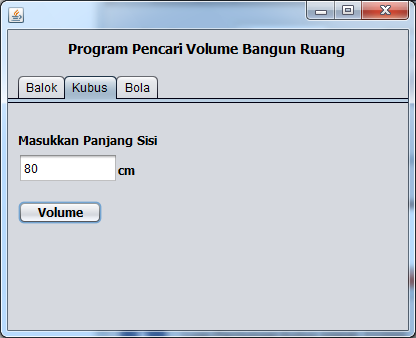 Program Pencari Volume Bangun Ruang
Balok Kubus Bola
Masukkan Panjang Sisi
80 cm
Volume